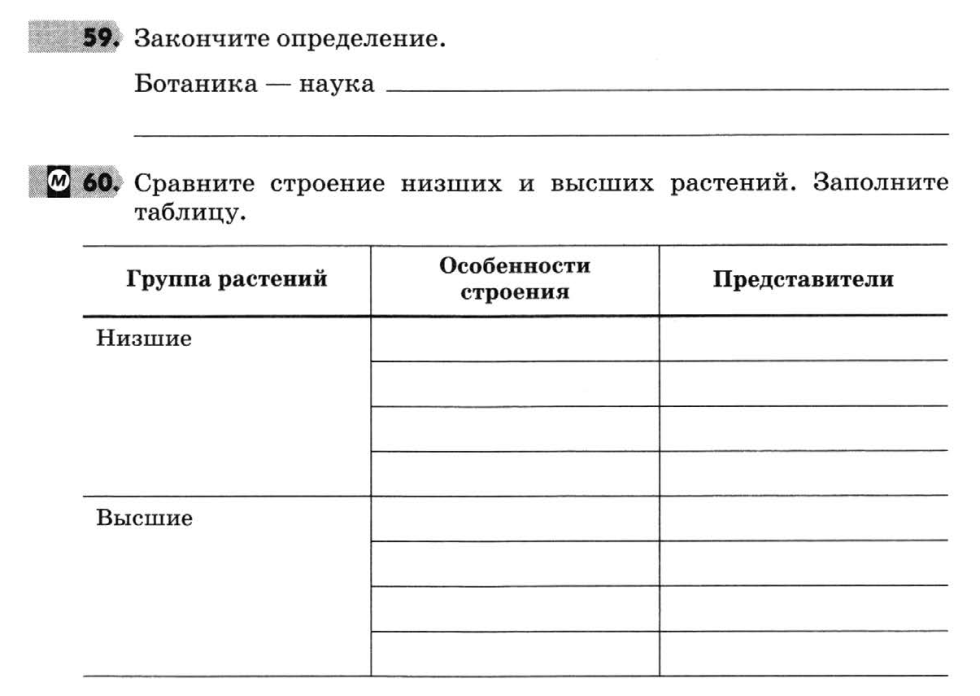 59. Закончите определение.
Ботаника — наука
М 60. Сравните строение низших и высших растений. Заполните
таблицу.
Группа растений
Особенности
строения
Представители
Низшие
Высшие